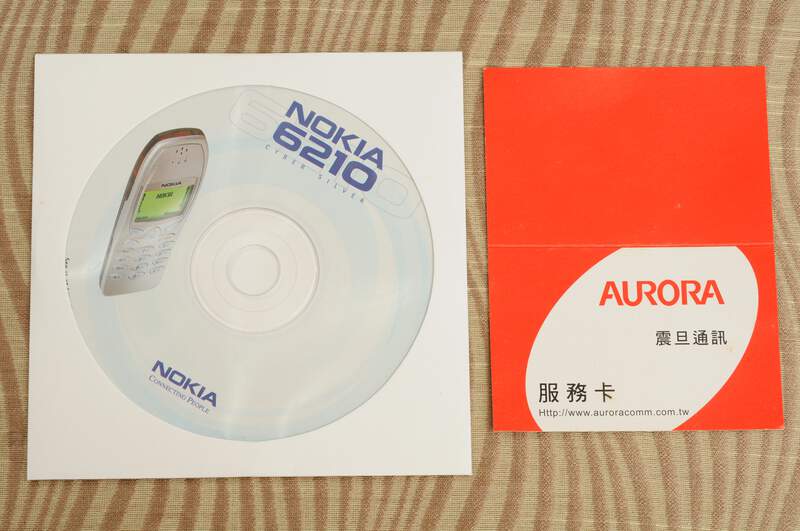 NOKIA
6210
CYBER SILVER
NOKIA
NOKIA
NOKIA
CONNECTING PEOPLE
AURORA
震旦通訊
服務卡
Http://www.auroracomm.com.tw